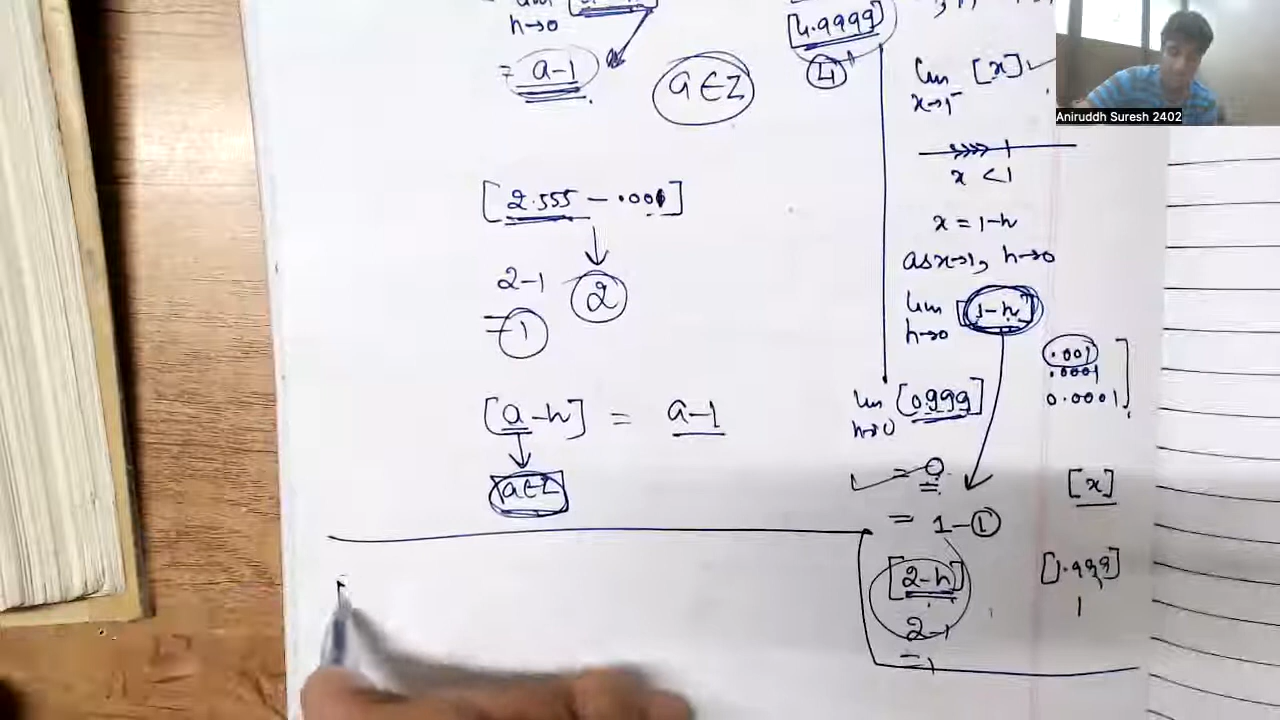 h→0
= a-1
a∈Z
[2.555 - .001]
2-1
2
= 1
[a-h] = a-1
a∈Z
[4.9999]
4
lim [x]
x→1⁻
x < 1
x = 1-h
as x→1, h→0
lim [1-h]
h→0
.001
.0001
0.0001
lim [0.999]
h→0
= 0
= 1-1
[x]
[2-h]
2-1
= 1
[1.999]
1
Aniruddh Suresh 2402